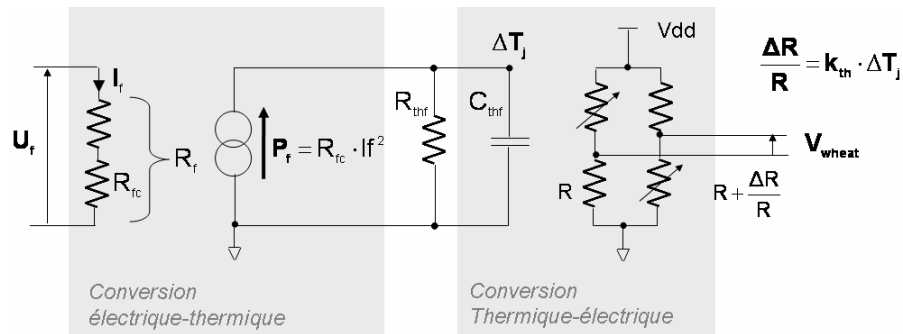 U_f
I_f
R_fc
R_f
P_f = R_fc · If²
ΔT_j
R_thf
C_thf
Vdd
R
R + ΔR/R
V_wheat
ΔR/R = k_th · ΔT_j
Conversion
électrique-thermique
Conversion
Thermique-électrique